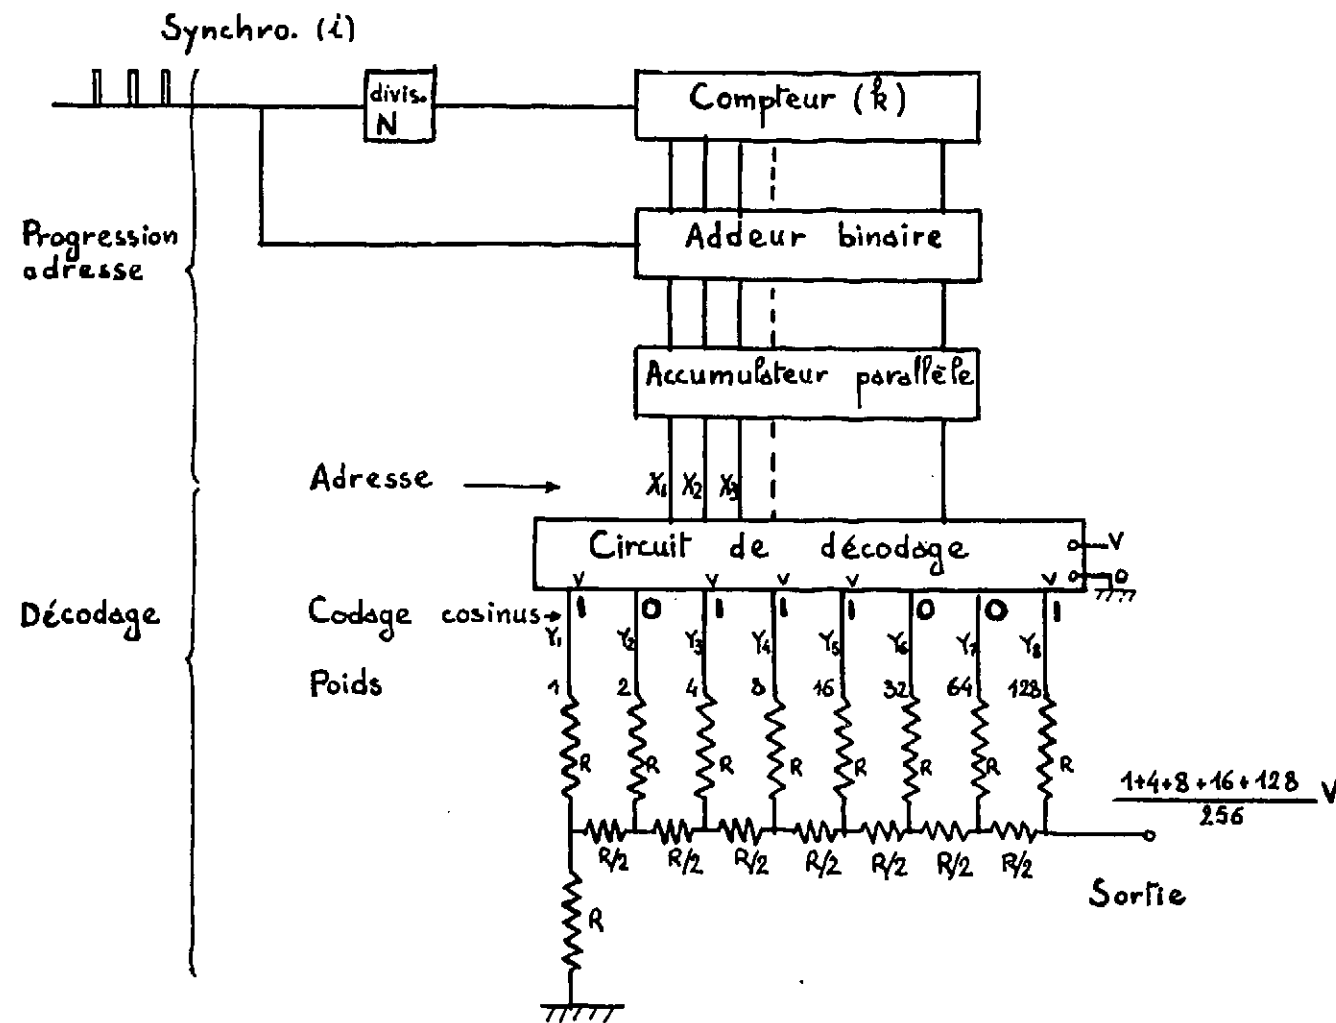 Synchro. (i)
divis.
N
Compteur (k)
Progression
adresse
Addeur binaire
Accumulateur parallèle
Adresse
X1 X2 X3
Circuit de décodage
V
0
V V V V V
Décodage
Codage cosinus
1 0 1 1 1 0 0 1
Y1 Y2 Y3 Y4 Y5 Y6 Y7 Y8
Poids
1 2 4 8 16 32 64 128
R R R R R R R R
1+4+8+16+128
256
V
R/2 R/2 R/2 R/2 R/2 R/2 R/2
Sortie
R